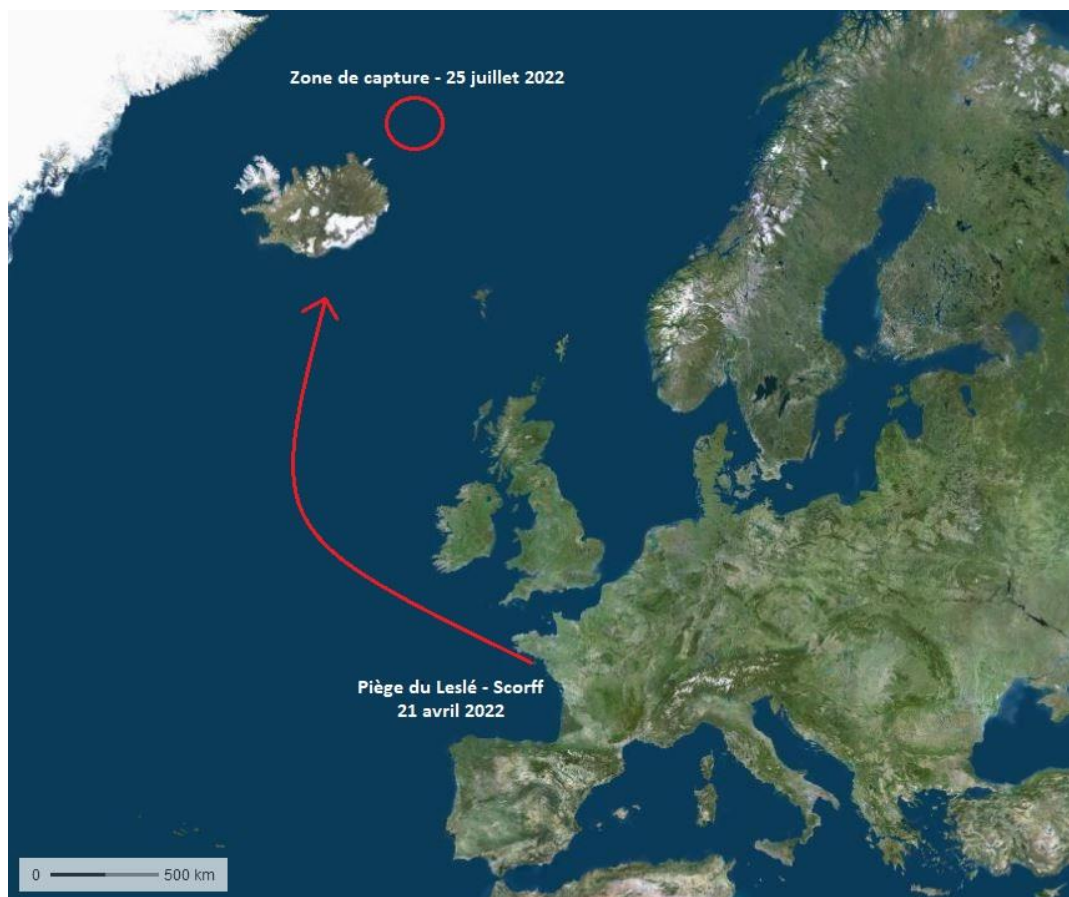 Zone de capture - 25 juillet 2022
Piège du Leslé - Scorff
21 avril 2022
0 500 km